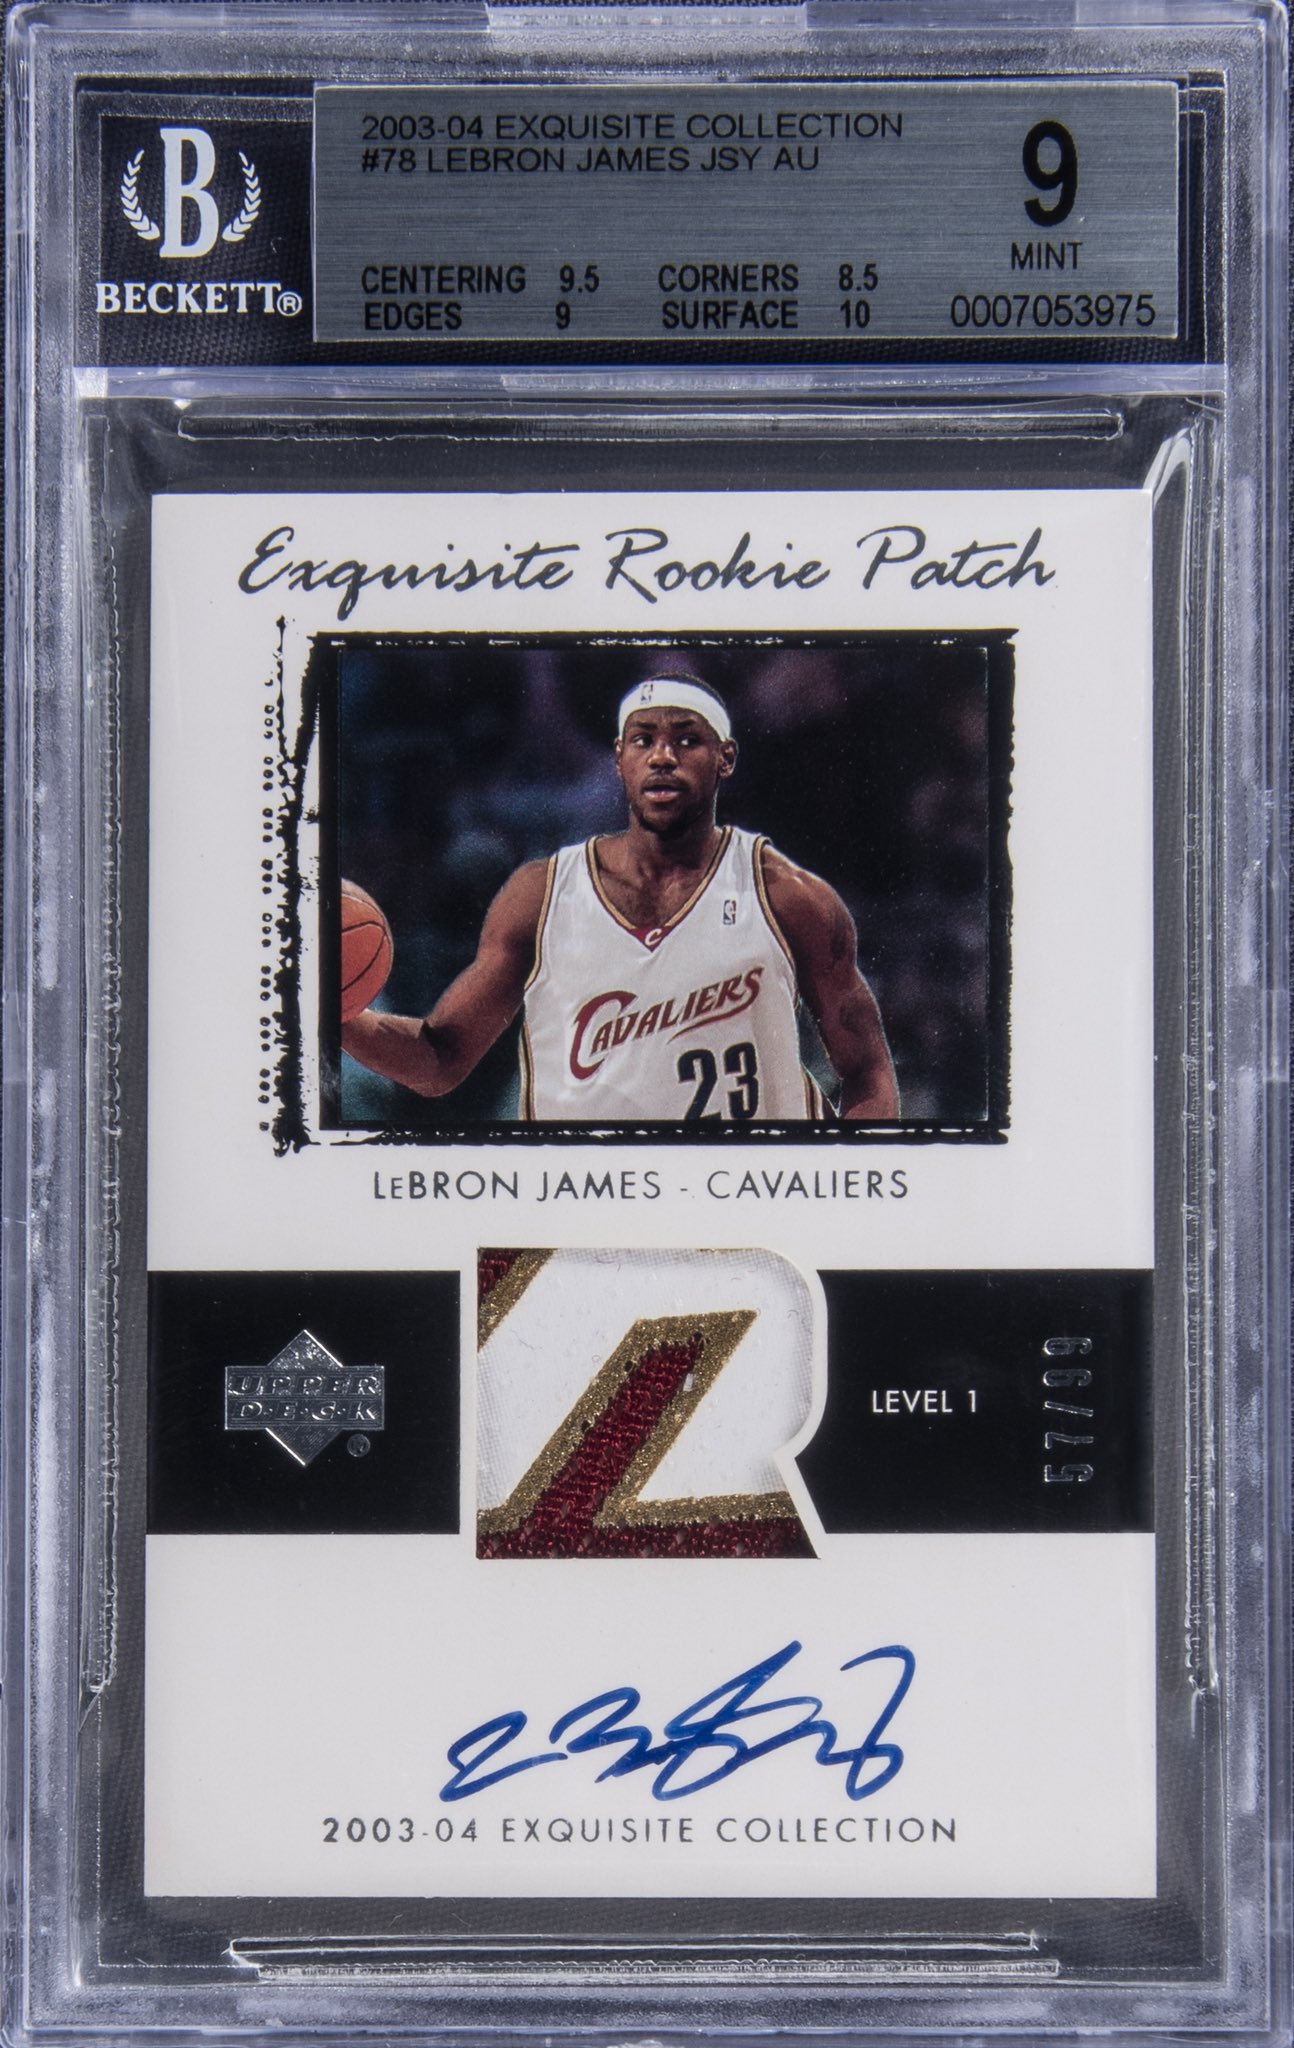 B
BECKETT®
2003-04 EXQUISITE COLLECTION
#78 LEBRON JAMES JSY AU
CENTERING 9.5 CORNERS 8.5
EDGES 9 SURFACE 10
9
MINT
0007053975
Exquisite Rookie Patch
C
CAVALIERS
23
LEBRON JAMES - CAVALIERS
UPPER
D·E·C·K
®
LEVEL 1
57/99
2003-04 EXQUISITE COLLECTION